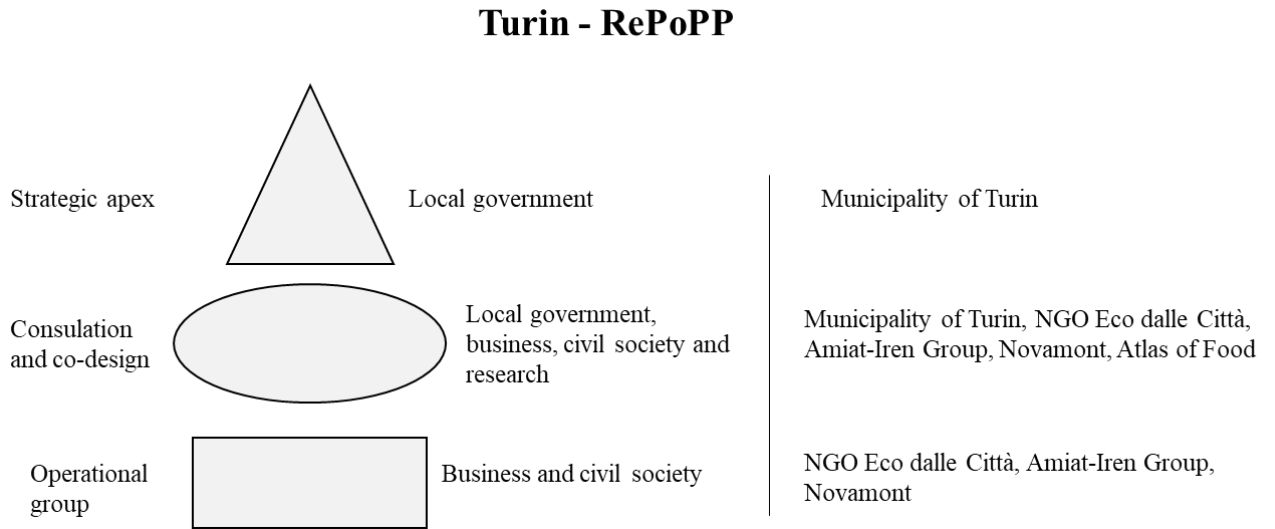 Turin - RePoPP
Strategic apex
Local government
Municipality of Turin
Consulation
and co-design
Local government,
business, civil society and
research
Municipality of Turin, NGO Eco dalle Città,
Amiat-Iren Group, Novamont, Atlas of Food
Operational
group
Business and civil society
NGO Eco dalle Città, Amiat-Iren Group,
Novamont